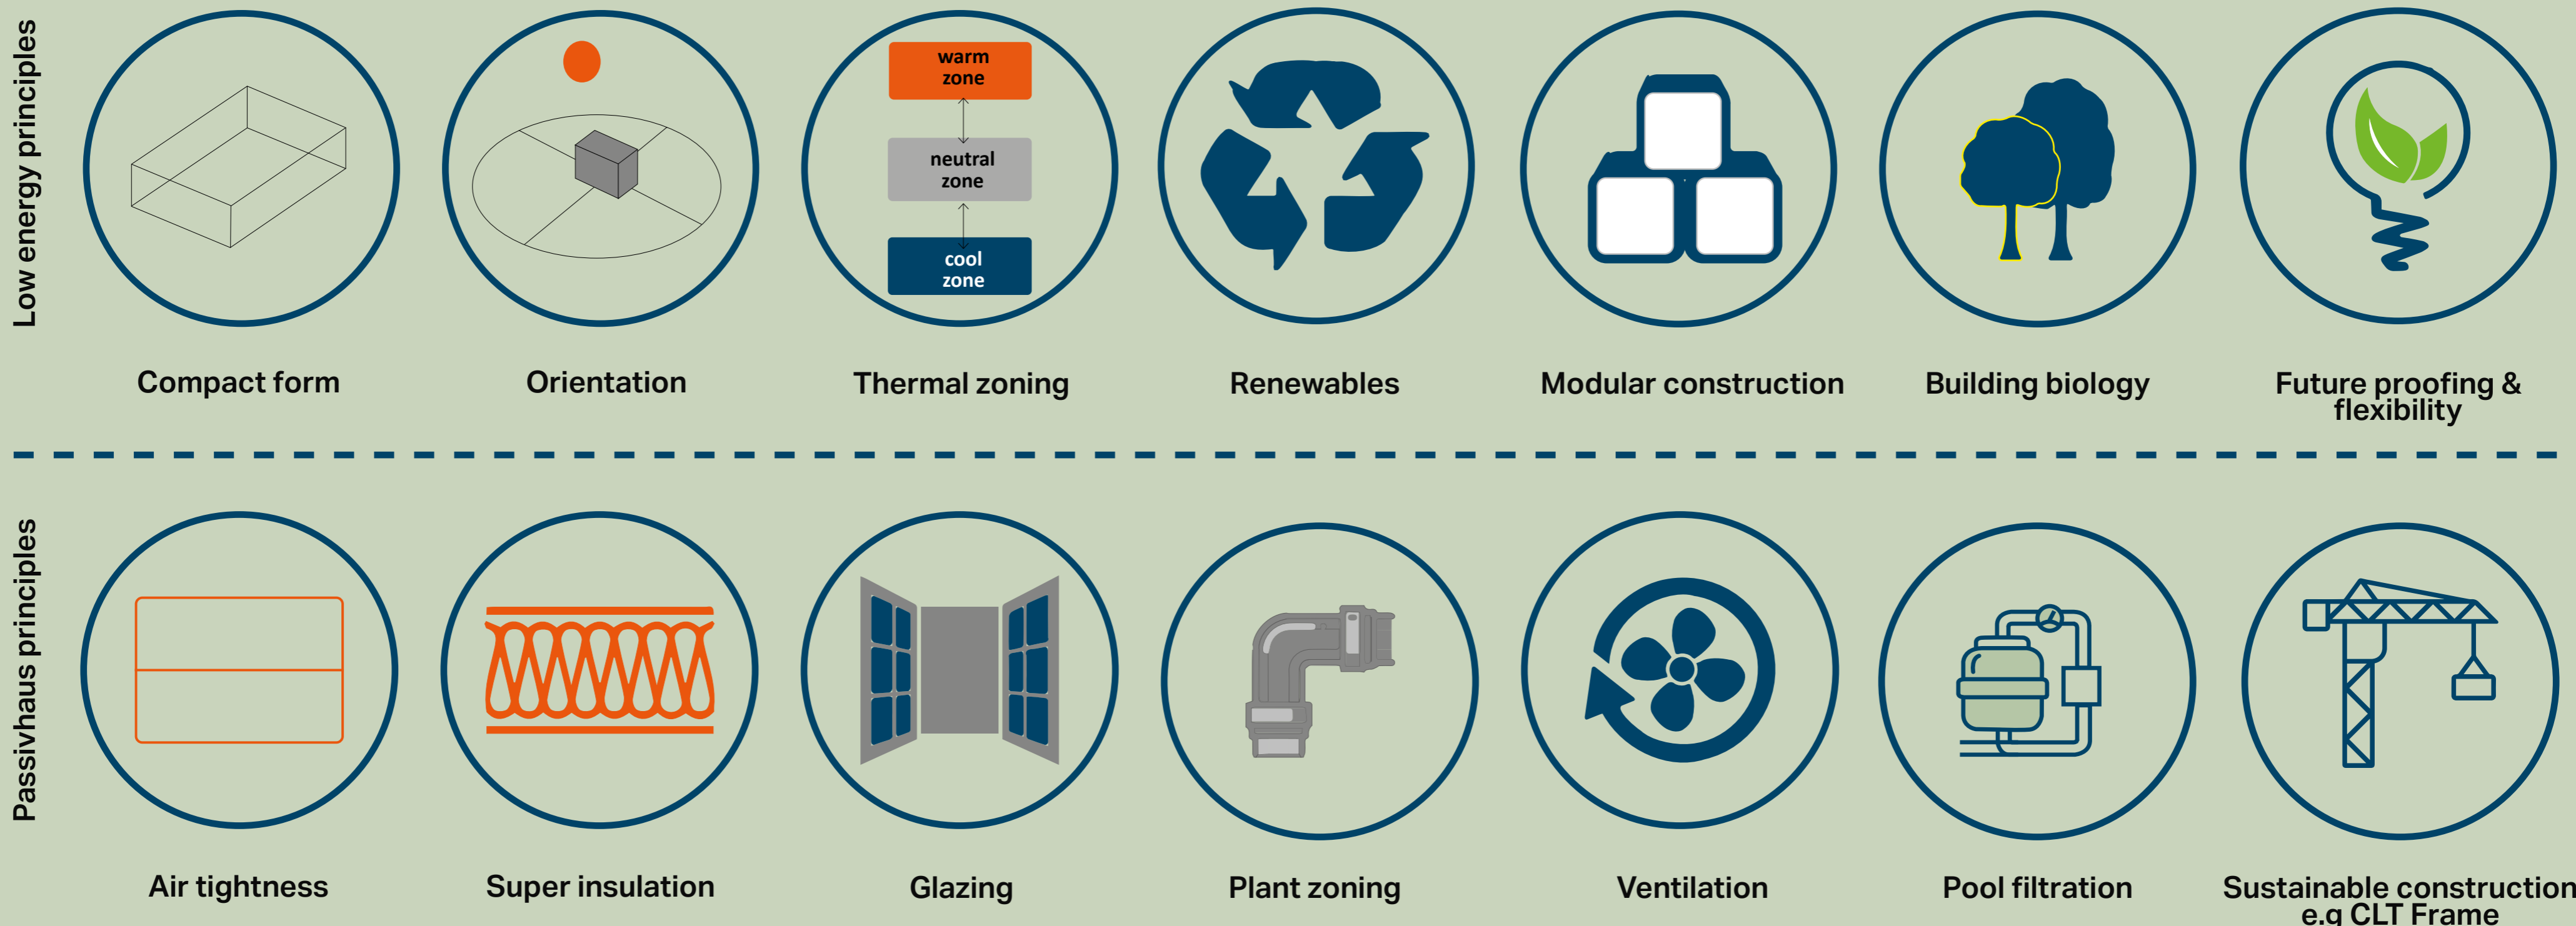 Low energy principles
warm
zone
neutral
zone
cool
zone
Compact form
Orientation
Thermal zoning
Renewables
Modular construction
Building biology
Future proofing &
flexibility
Passivhaus principles
Air tightness
Super insulation
Glazing
Plant zoning
Ventilation
Pool filtration
Sustainable construction
e.g CLT Frame